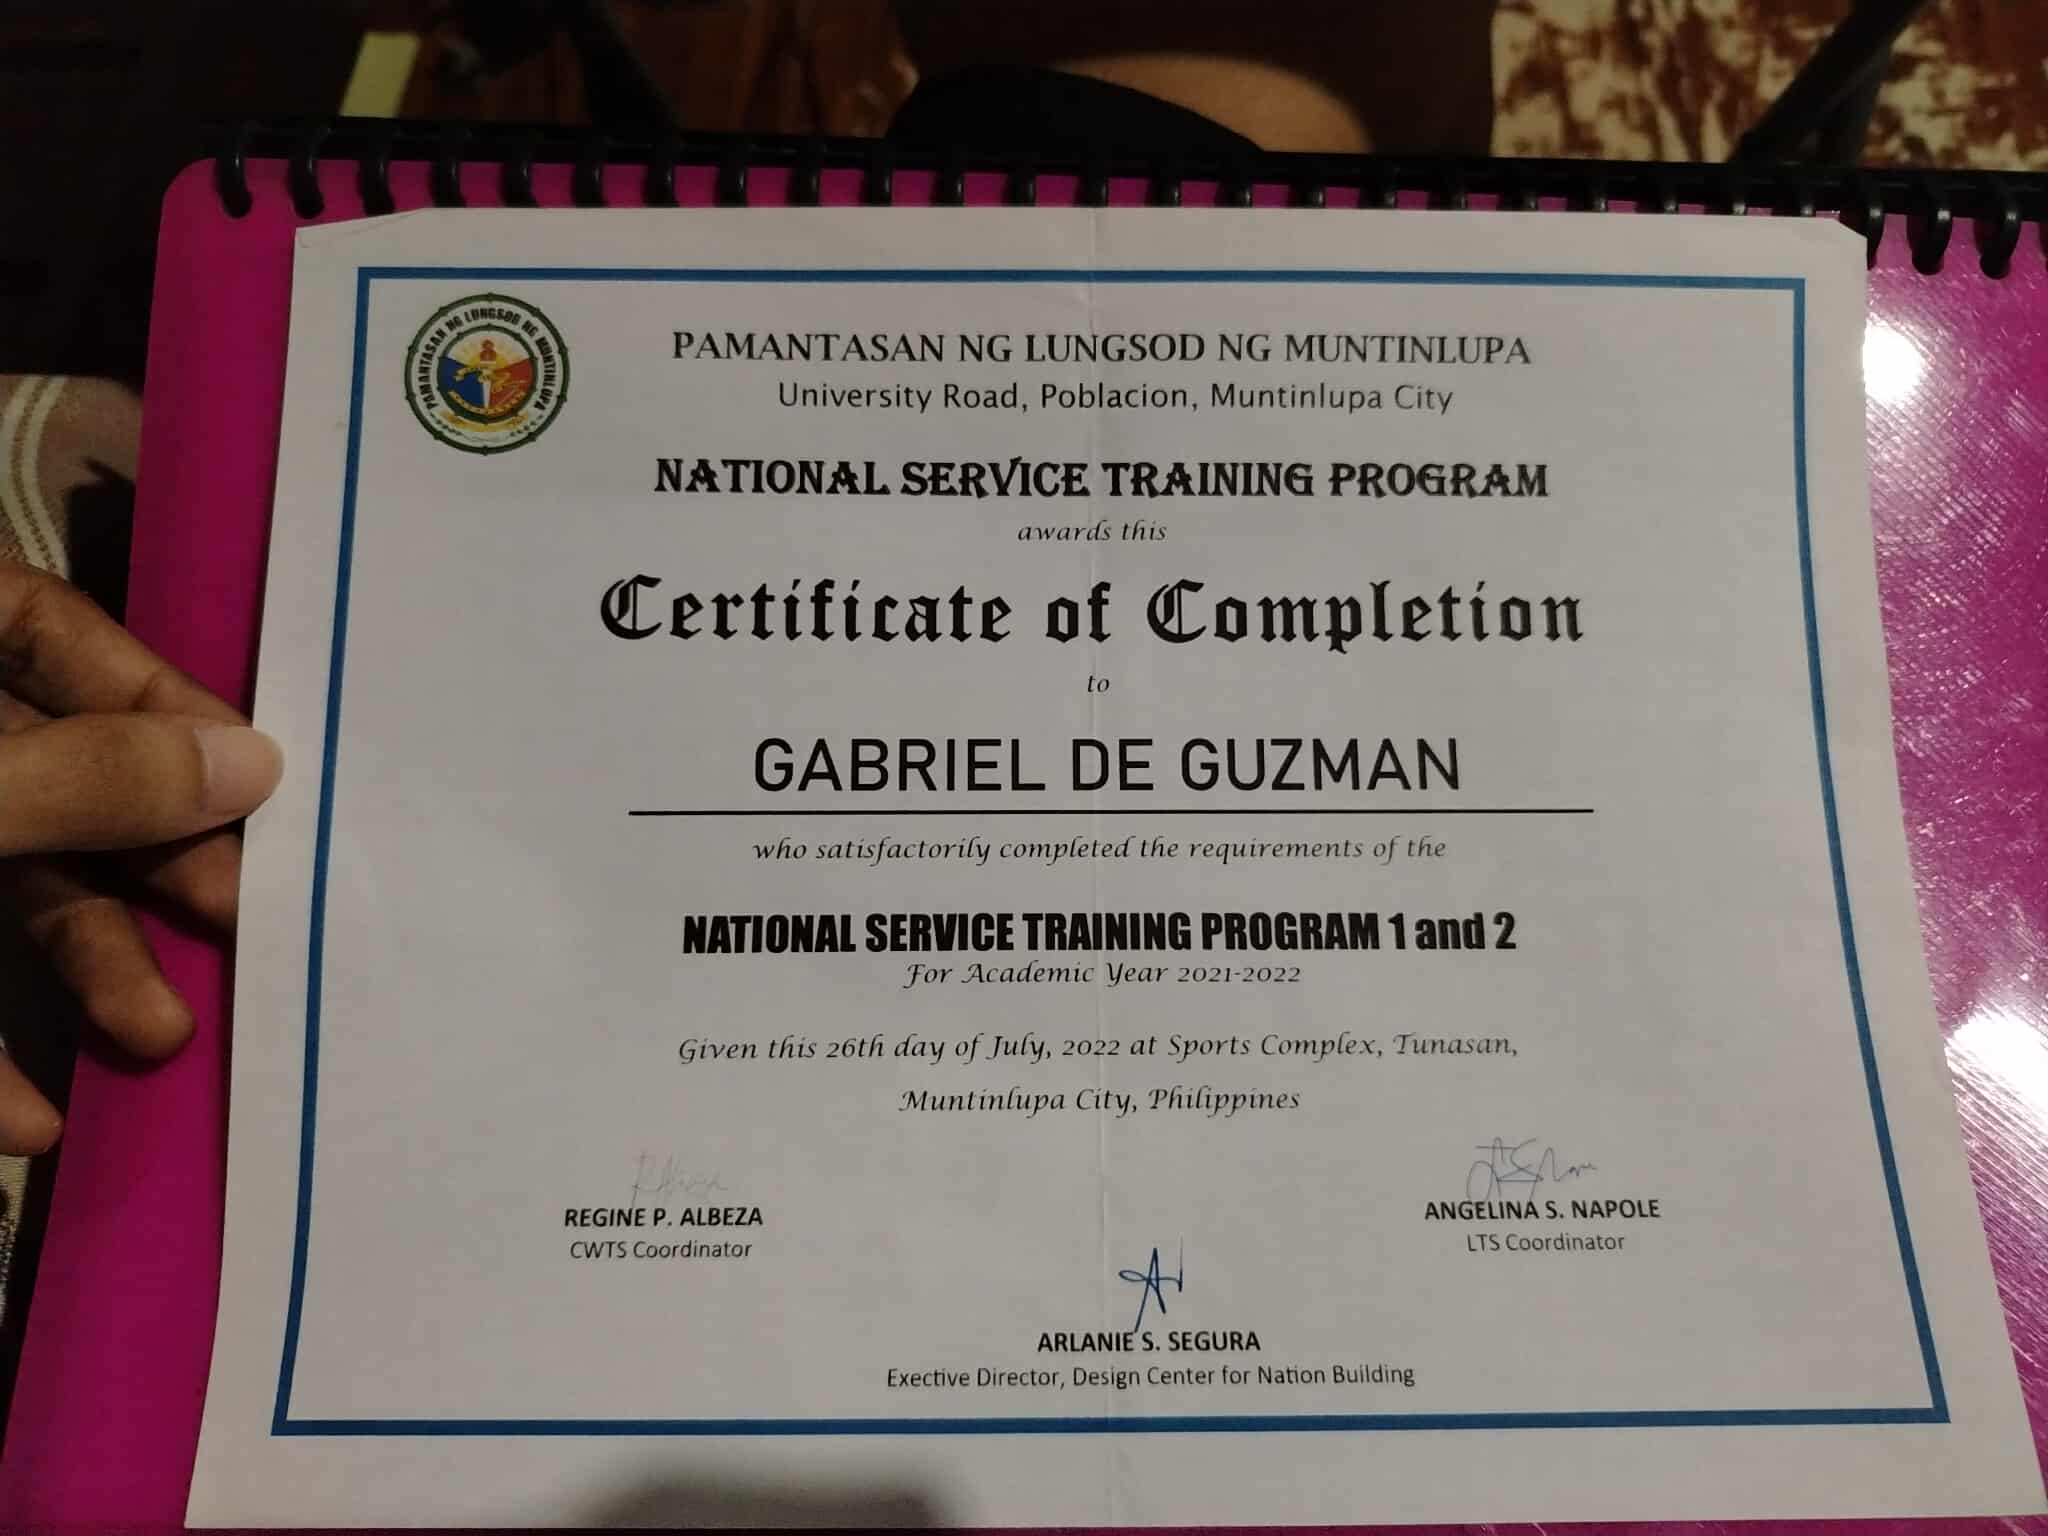 PAMANTASAN NG LUNGSOD NG MUNTINLUPA
PAMANTASAN NG LUNGSOD NG MUNTINLUPA
University Road, Poblacion, Muntinlupa City
NATIONAL SERVICE TRAINING PROGRAM
awards this
Certificate of Completion
to
GABRIEL DE GUZMAN
who satisfactorily completed the requirements of the
NATIONAL SERVICE TRAINING PROGRAM 1 and 2
For Academic Year 2021-2022
Given this 26th day of July, 2022 at Sports Complex, Tunasan,
Muntinlupa City, Philippines
REGINE P. ALBEZA
CWTS Coordinator
ANGELINA S. NAPOLE
LTS Coordinator
ARLANIE S. SEGURA
Exective Director, Design Center for Nation Building